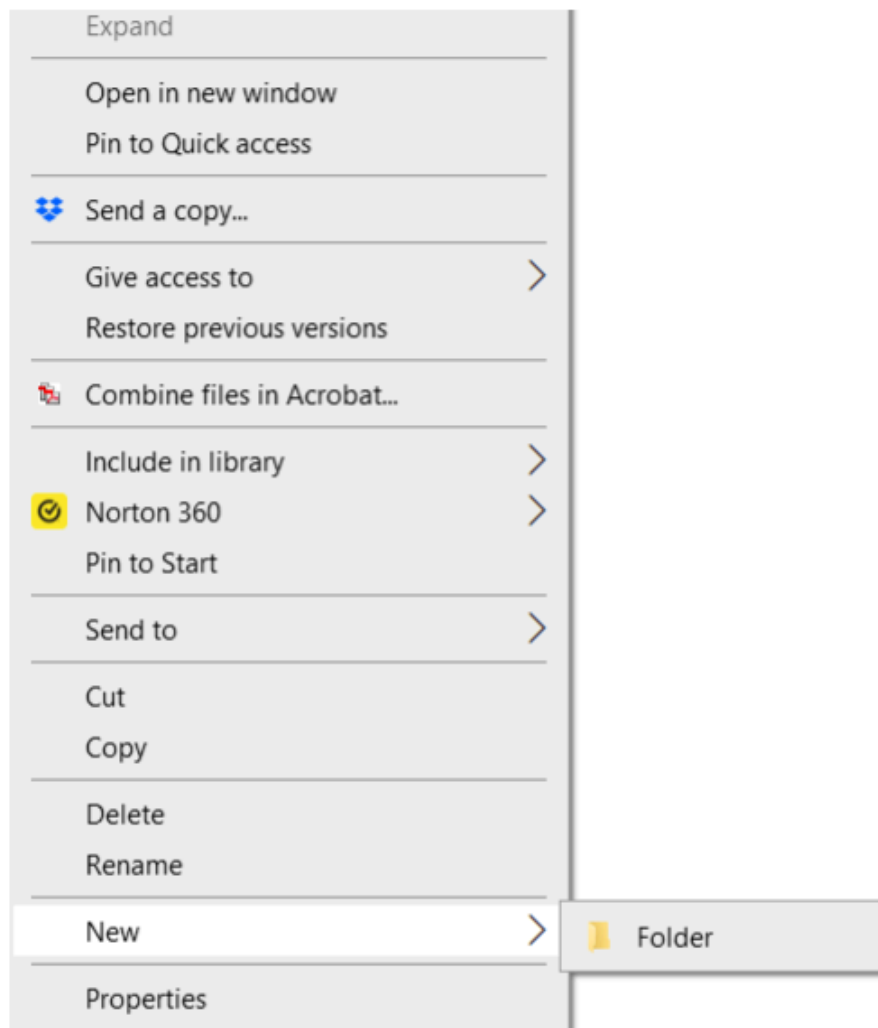 Expand
Open in new window
Pin to Quick access
Send a copy...
Give access to
Restore previous versions
Combine files in Acrobat...
Include in library
Norton 360
Pin to Start
Send to
Cut
Copy
Delete
Rename
New
Folder
Properties